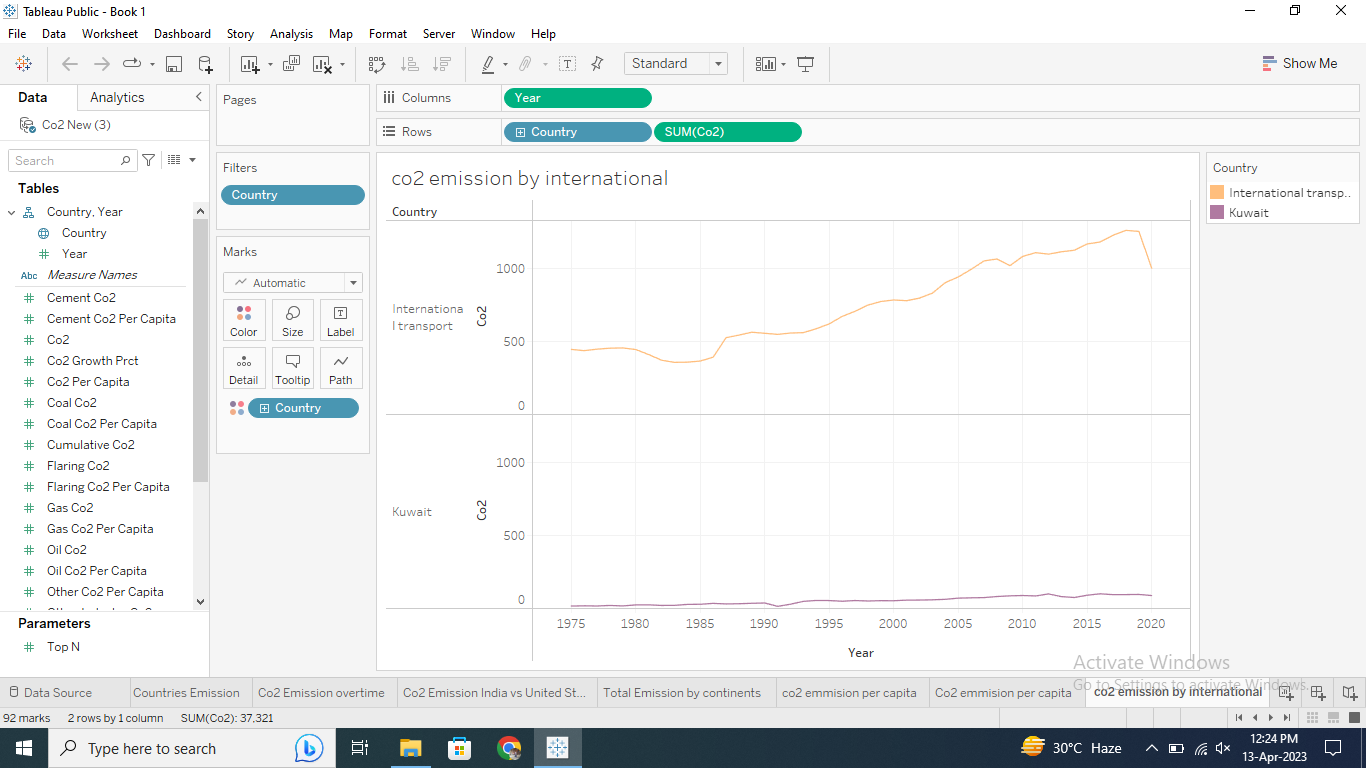 Tableau Public - Book 1
File Data Worksheet Dashboard Story Analysis Map Format Server Window Help
Standard
Show Me
Data Analytics
Co2 New (3)
Search
Tables
Country, Year
Country
Year
Abc Measure Names
Cement Co2
Cement Co2 Per Capita
Co2
Co2 Growth Prct
Co2 Per Capita
Coal Co2
Coal Co2 Per Capita
Cumulative Co2
Flaring Co2
Flaring Co2 Per Capita
Gas Co2
Gas Co2 Per Capita
Oil Co2
Oil Co2 Per Capita
Other Co2 Per Capita
Parameters
Top N
Pages
Filters
Country
Marks
Automatic
Color Size Label
Detail Tooltip Path
Country
Columns Year
Rows Country SUM(Co2)
co2 emission by international
Country
Internationa
l transport
Co2
1000
500
0
Kuwait
Co2
1000
500
0
1975 1980 1985 1990 1995 2000 2005 2010 2015 2020
Year
Country
International transp..
Kuwait
Activate Windows
Go to Settings to activate Windows.
Data Source Countries Emission Co2 Emission overtime Co2 Emission India vs United St... Total Emission by continents co2 emmision per capita Co2 emmision per capita co2 emission by international
92 marks 2 rows by 1 column SUM(Co2): 37,321
Type here to search
30°C Haze
12:24 PM
13-Apr-2023